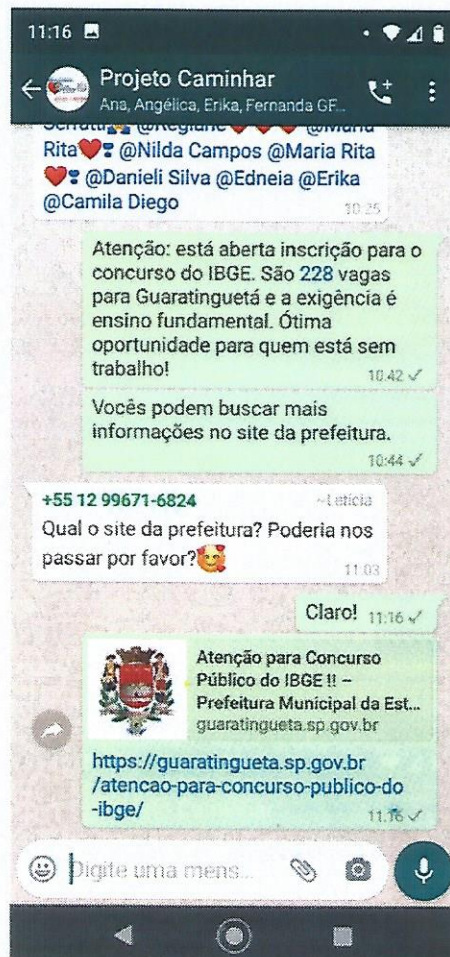 11:16
Projeto Caminhar
Ana, Angélica, Erika, Fernanda GF...
@Regiane @Maria
Rita @Nilda Campos @Maria Rita
@Danieli Silva @Edneia @Erika
@Camila Diego
10:25
Atenção: está aberta inscrição para o
concurso do IBGE. São 228 vagas
para Guaratinguetá e a exigência é
ensino fundamental. Ótima
oportunidade para quem está sem
trabalho!
10:42
Vocês podem buscar mais
informações no site da prefeitura.
10:44
+55 12 99671-6824 ~Letícia
Qual o site da prefeitura? Poderia nos
passar por favor?🥰
11:03
Claro! 11:16
Atenção para Concurso
Público do IBGE !! –
Prefeitura Municipal da Est...
guaratingueta.sp.gov.br
https://guaratingueta.sp.gov.br
/atencao-para-concurso-publico-do
-ibge/
11:16
Digite uma mens...